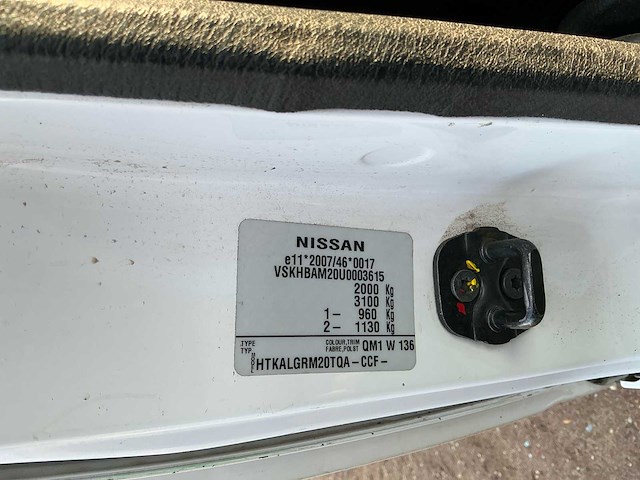 NISSAN
e11*2007/46*0017
VSKHBAM20U0003615
2000 Kg
3100 Kg
1- 960 Kg
2- 1130 Kg
TYPE COLOUR,TRIM
TYP FABRE,POLST QM1 W 136
HTKALGRM20TQA-CCF-